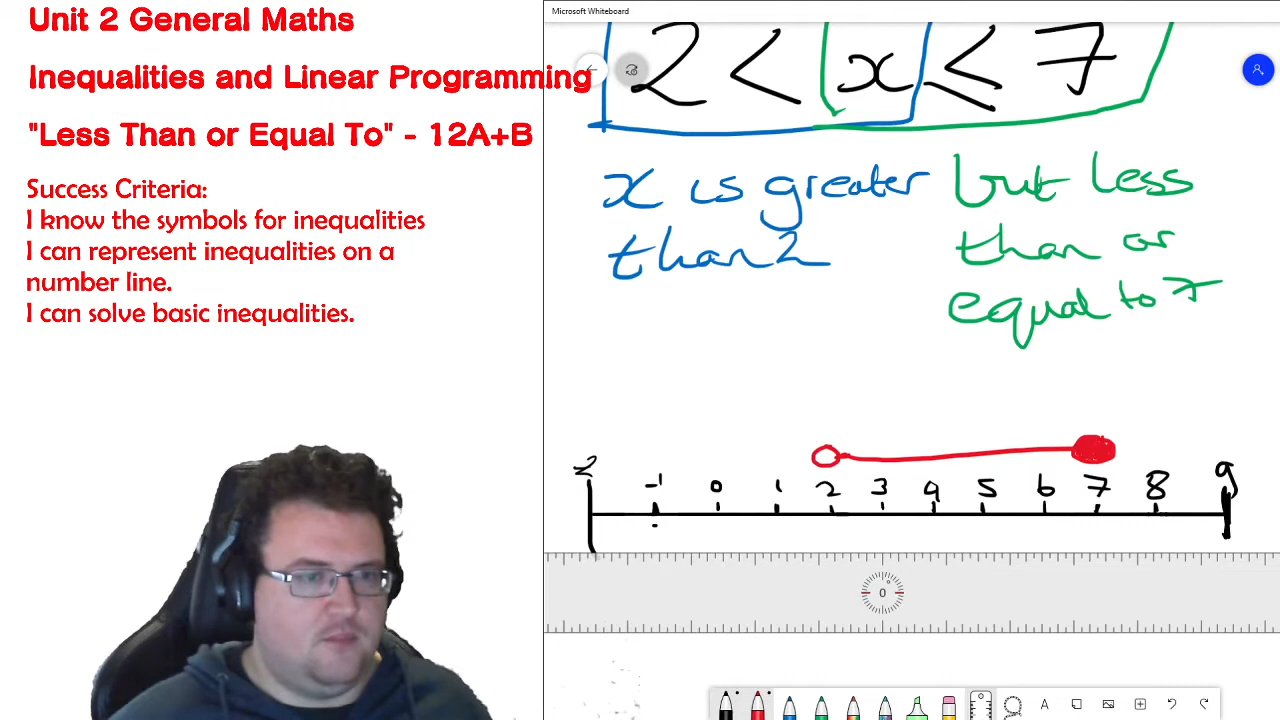 Unit 2 General Maths
Inequalities and Linear Programming
"Less Than or Equal To" - 12A+B
Success Criteria:
I know the symbols for inequalities
I can represent inequalities on a
number line.
I can solve basic inequalities.
Microsoft Whiteboard
2 < x ≤ 7
x is greater
than 2
but less
than or
equal to 7
2 -1 0 1 2 3 4 5 6 7 8 9
0°
A